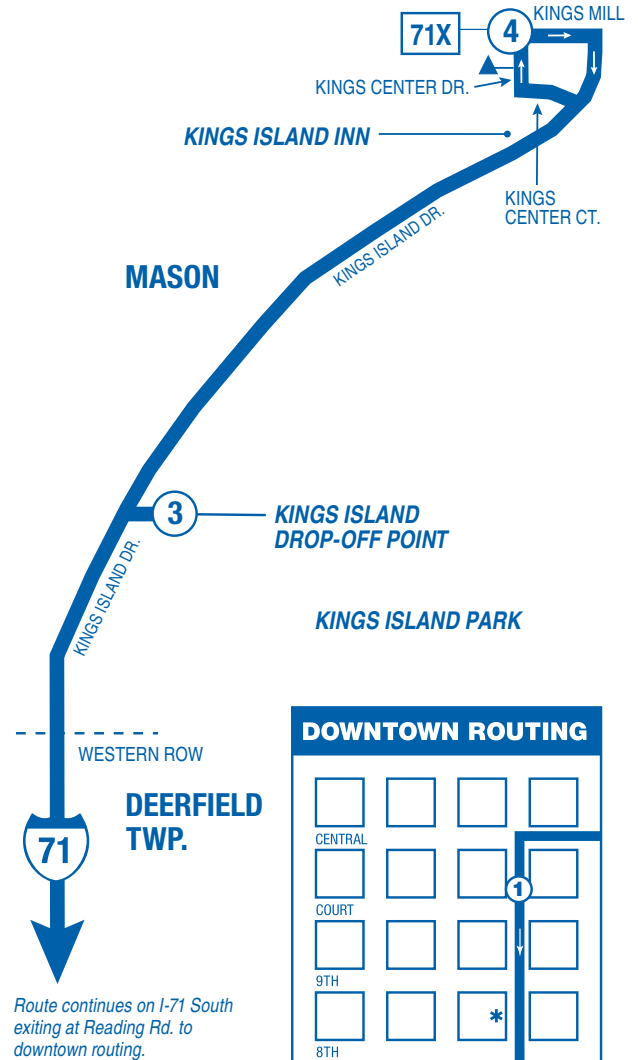 KINGS MILL
71X
4
KINGS CENTER DR.
KINGS ISLAND INN
KINGS
CENTER CT.
KINGS ISLAND DR.
MASON
3
KINGS ISLAND
DROP-OFF POINT
KINGS ISLAND DR.
KINGS ISLAND PARK
WESTERN ROW
DEERFIELD
TWP.
71
Route continues on I-71 South
exiting at Reading Rd. to
downtown routing.
DOWNTOWN ROUTING
CENTRAL
1
COURT
9TH
*
8TH